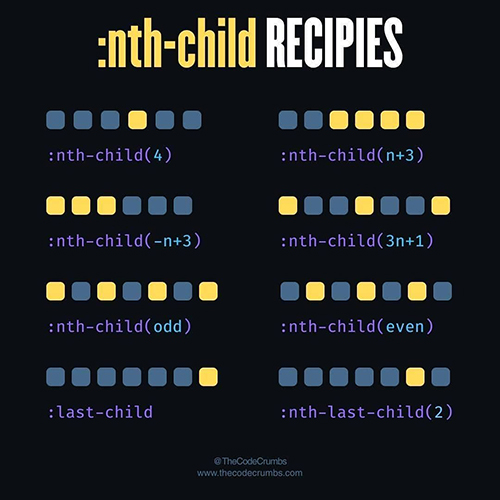 :nth-child RECIPIES
:nth-child(4)
:nth-child(n+3)
:nth-child(-n+3)
:nth-child(3n+1)
:nth-child(odd)
:nth-child(even)
:last-child
:nth-last-child(2)
@TheCodeCrumbs
www.thecodecrumbs.com